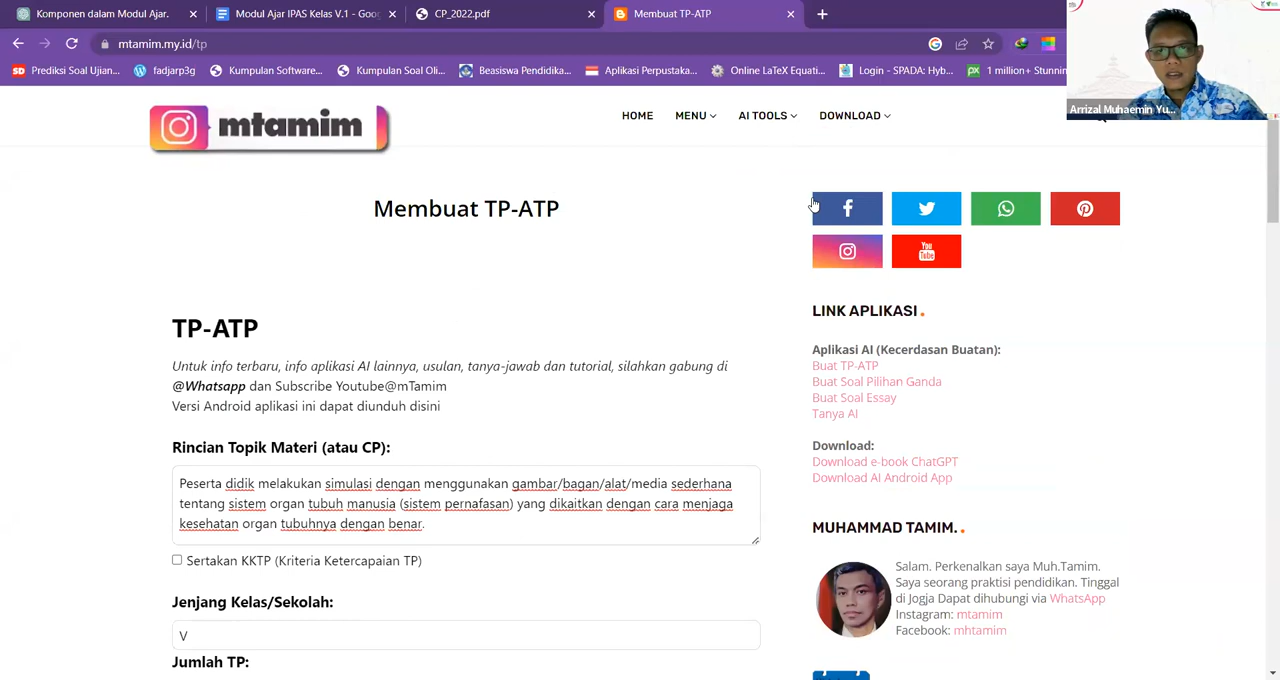 Komponen dalam Modul Ajar.
Modul Ajar IPAS Kelas V.1 - Goo
CP_2022.pdf
Membuat TP-ATP
mtamim.my.id/tp
Prediksi Soal Ujian...
fadjarp3g
Kumpulan Software...
Kumpulan Soal Oli...
Beasiswa Pendidika...
Aplikasi Perpustaka...
Online LaTeX Equati...
Login - SPADA: Hyb...
1 million+ Stunnin
Arrizal Muhaemin Yu...
mtamim
HOME
MENU
AI TOOLS
DOWNLOAD
Membuat TP-ATP
You
Tube
TP-ATP
Untuk info terbaru, info aplikasi AI lainnya, usulan, tanya-jawab dan tutorial, silahkan gabung di
@Whatsapp dan Subscribe Youtube@mTamim
Versi Android aplikasi ini dapat diunduh disini
Rincian Topik Materi (atau CP):
Peserta didik melakukan simulasi dengan menggunakan gambar/bagan/alat/media sederhana
tentang sistem organ tubuh manusia (sistem pernafasan) yang dikaitkan dengan cara menjaga
kesehatan organ tubuhnya dengan benar.
Sertakan KKTP (Kriteria Ketercapaian TP)
Jenjang Kelas/Sekolah:
V
Jumlah TP:
LINK APLIKASI .
Aplikasi AI (Kecerdasan Buatan):
Buat TP-ATP
Buat Soal Pilihan Ganda
Buat Soal Essay
Tanya AI
Download:
Download e-book ChatGPT
Download AI Android App
MUHAMMAD TAMIM. .
Salam. Perkenalkan saya Muh.Tamim.
Saya seorang praktisi pendidikan. Tinggal
di Jogja Dapat dihubungi via WhatsApp
Instagram: mtamim
Facebook: mhtamim